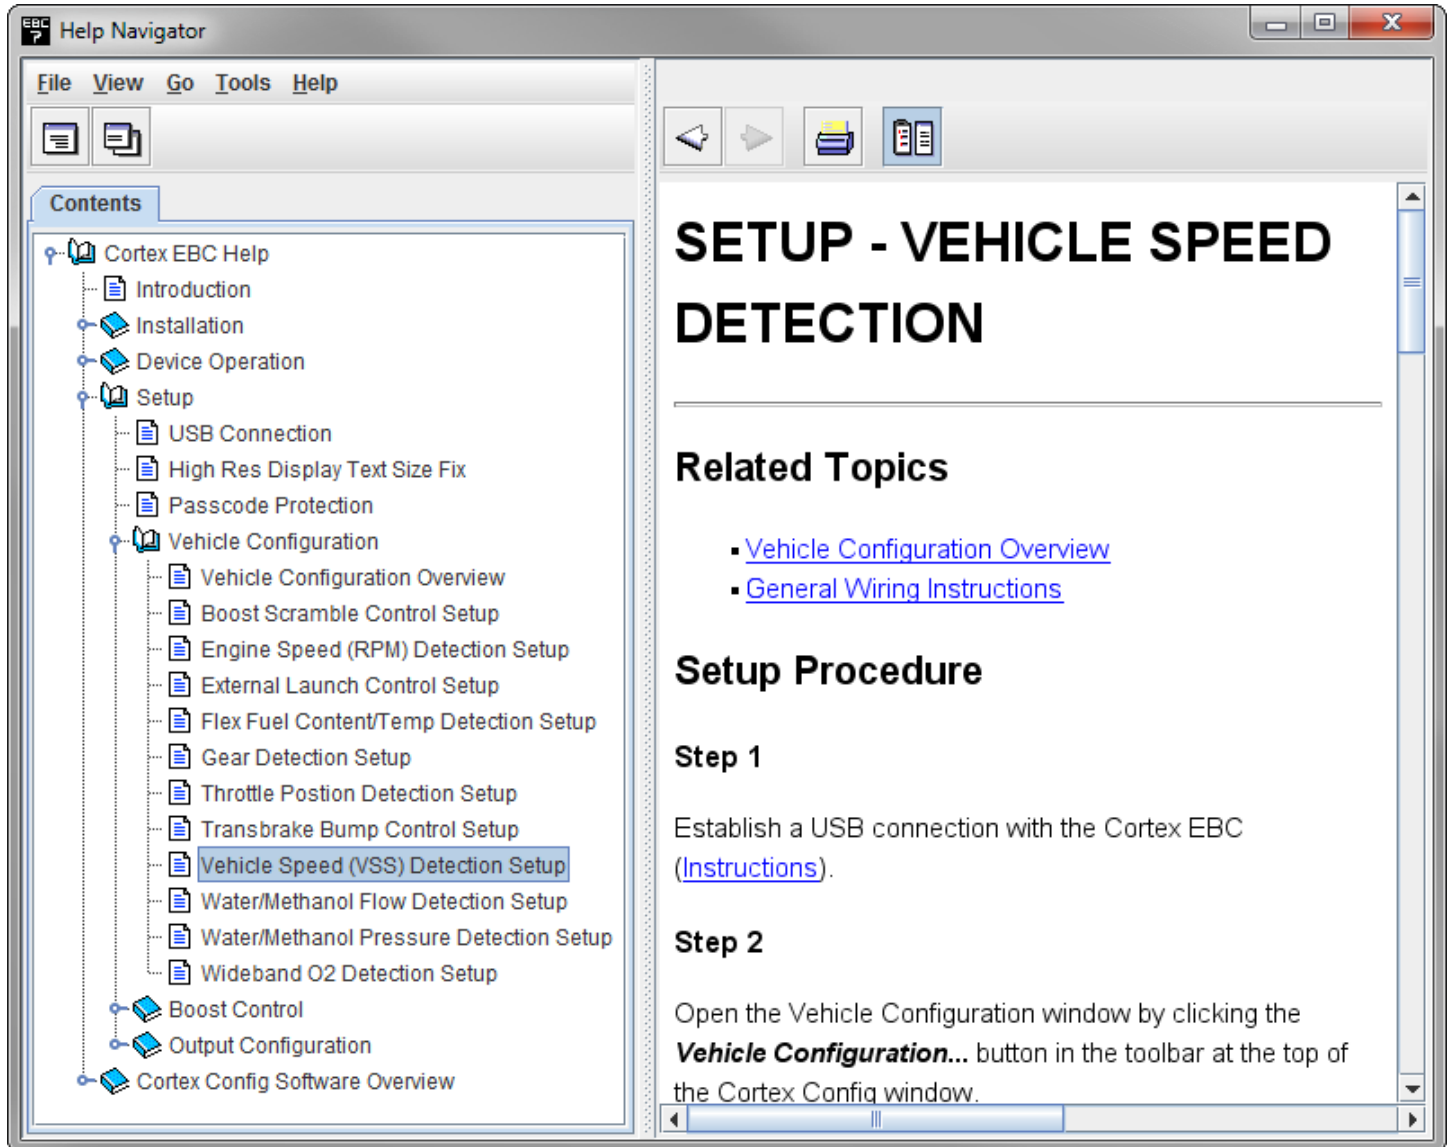 EBC
?
Help Navigator
File View Go Tools Help
Contents
Cortex EBC Help
Introduction
Installation
Device Operation
Setup
USB Connection
High Res Display Text Size Fix
Passcode Protection
Vehicle Configuration
Vehicle Configuration Overview
Boost Scramble Control Setup
Engine Speed (RPM) Detection Setup
External Launch Control Setup
Flex Fuel Content/Temp Detection Setup
Gear Detection Setup
Throttle Postion Detection Setup
Transbrake Bump Control Setup
Vehicle Speed (VSS) Detection Setup
Water/Methanol Flow Detection Setup
Water/Methanol Pressure Detection Setup
Wideband O2 Detection Setup
Boost Control
Output Configuration
Cortex Config Software Overview
SETUP - VEHICLE SPEED
DETECTION
Related Topics
Vehicle Configuration Overview
General Wiring Instructions
Setup Procedure
Step 1
Establish a USB connection with the Cortex EBC
(Instructions).
Step 2
Open the Vehicle Configuration window by clicking the
Vehicle Configuration... button in the toolbar at the top of
the Cortex Config window.